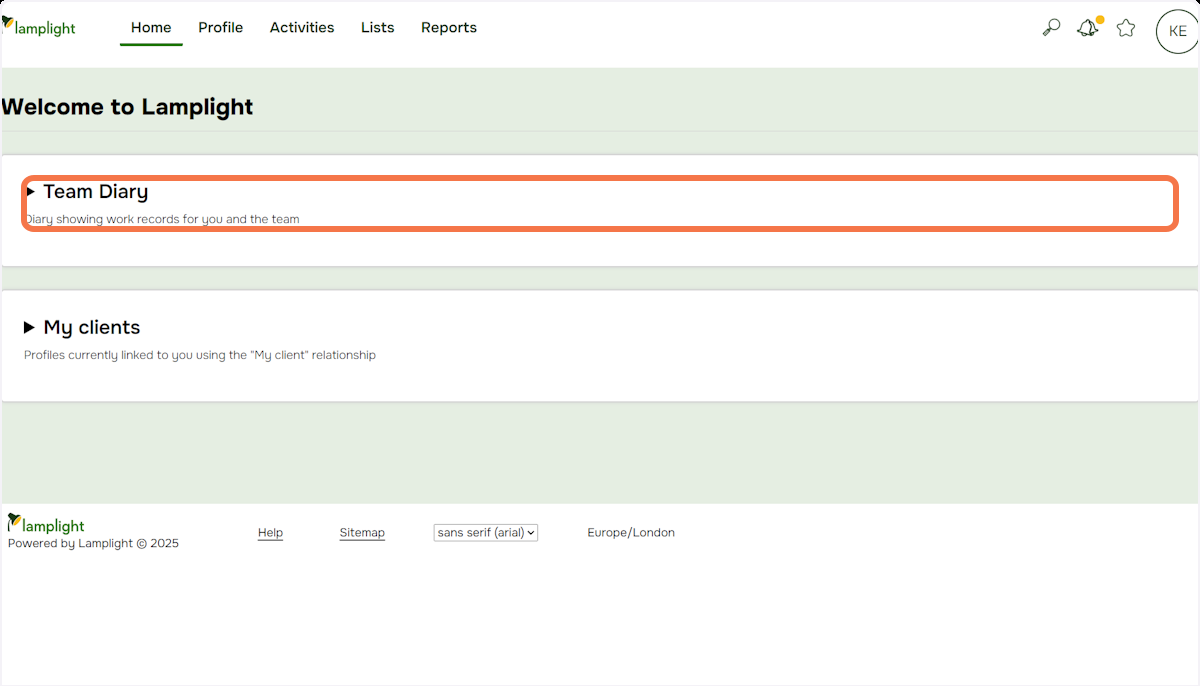 lamplight
Home Profile Activities Lists Reports
KE
Welcome to Lamplight
Team Diary
Diary showing work records for you and the team
My clients
Profiles currently linked to you using the "My client" relationship
lamplight
Powered by Lamplight © 2025
Help Sitemap sans serif (arial) Europe/London